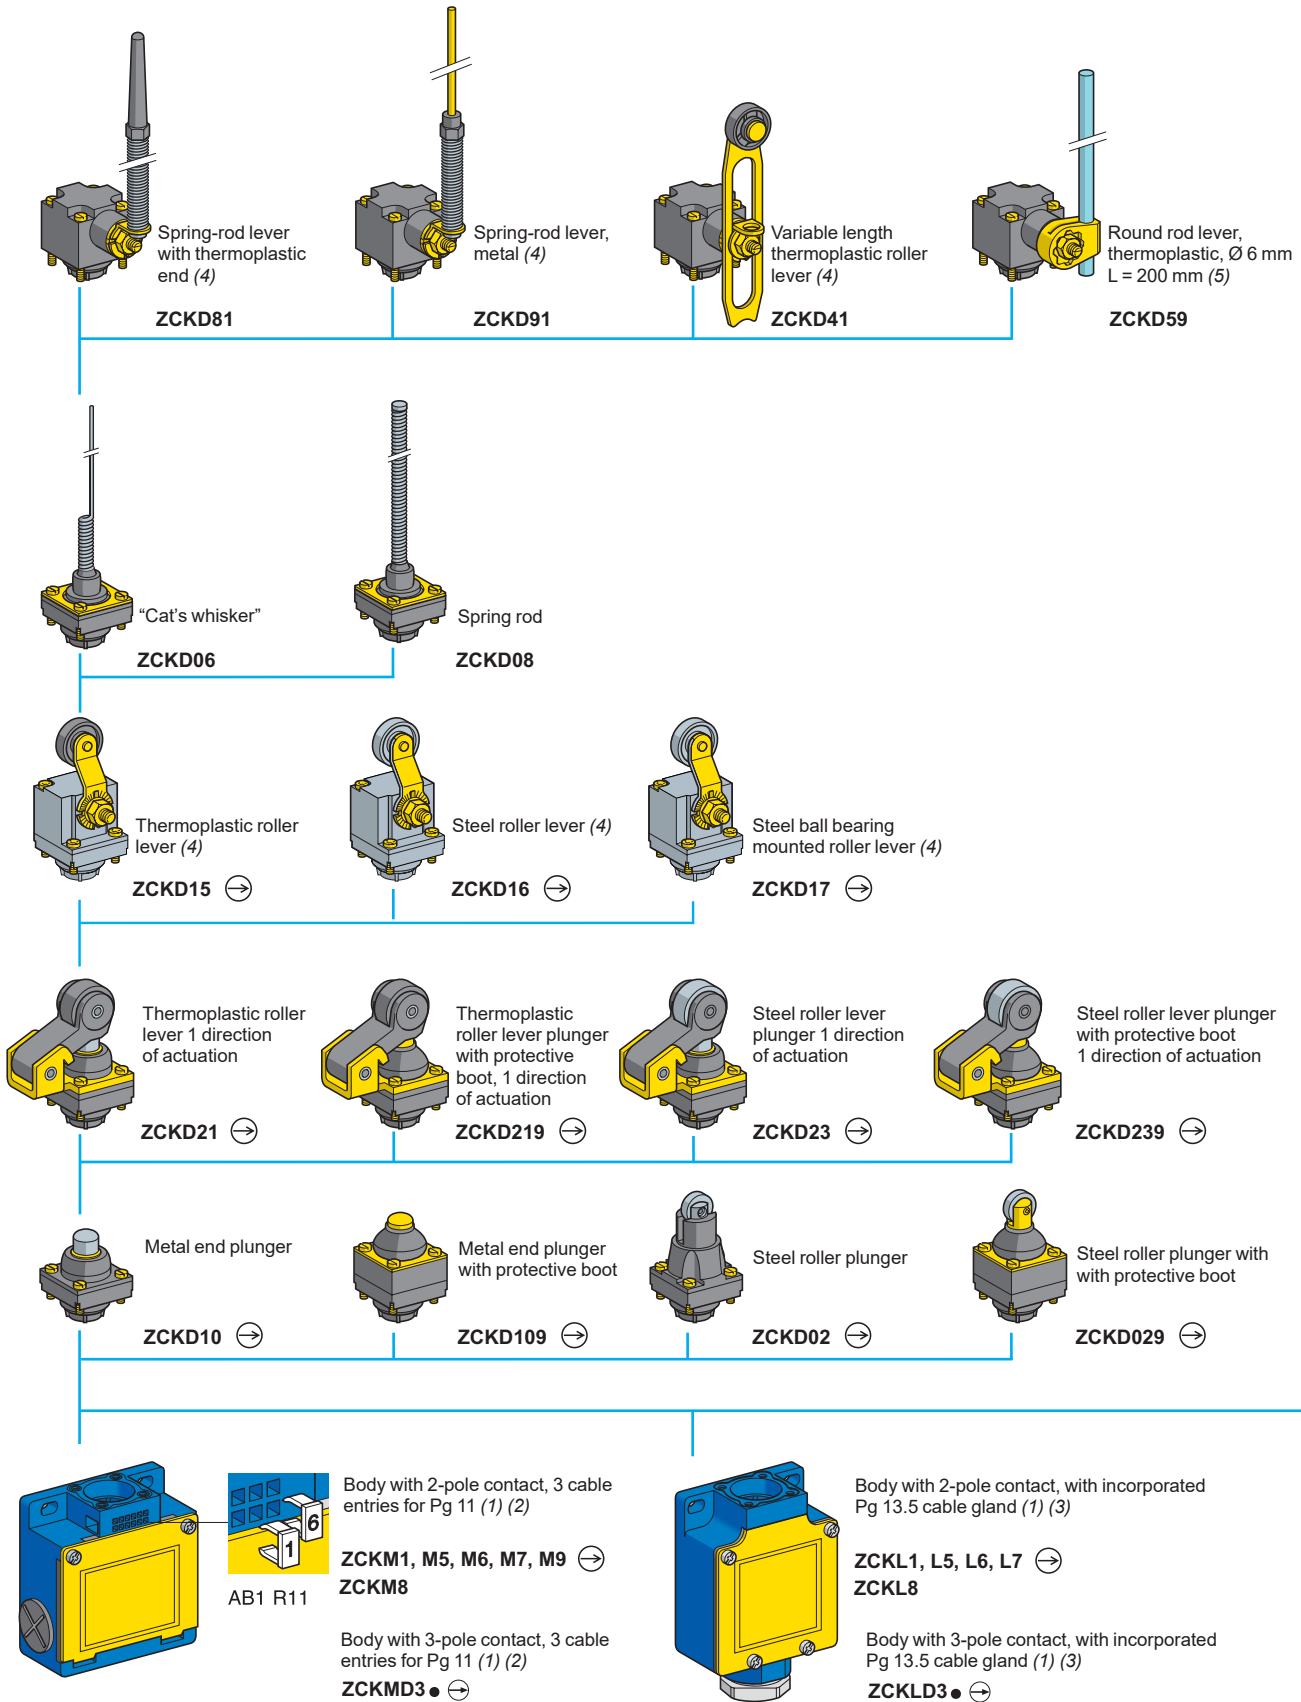 Spring-rod lever
with thermoplastic
end (4)
ZCKD81
Spring-rod lever,
metal (4)
ZCKD91
Variable length
thermoplastic roller
lever (4)
ZCKD41
Round rod lever,
thermoplastic, Ø 6 mm
L = 200 mm (5)
ZCKD59
“Cat’s whisker”
ZCKD06
Spring rod
ZCKD08
Thermoplastic roller
lever (4)
ZCKD15
Steel roller lever (4)
ZCKD16
Steel ball bearing
mounted roller lever (4)
ZCKD17
Thermoplastic roller
lever 1 direction
of actuation
ZCKD21
Thermoplastic
roller lever plunger
with protective
boot, 1 direction
of actuation
ZCKD219
Steel roller lever
plunger 1 direction
of actuation
ZCKD23
Steel roller lever plunger
with protective boot
1 direction of actuation
ZCKD239
Metal end plunger
ZCKD10
Metal end plunger
with protective boot
ZCKD109
Steel roller plunger
ZCKD02
Steel roller plunger with
with protective boot
ZCKD029
6
1
AB1 R11
Body with 2-pole contact, 3 cable
entries for Pg 11 (1) (2)
ZCKM1, M5, M6, M7, M9
ZCKM8
Body with 3-pole contact, 3 cable
entries for Pg 11 (1) (2)
ZCKMD3●
Body with 2-pole contact, with incorporated
Pg 13.5 cable gland (1) (3)
ZCKL1, L5, L6, L7
ZCKL8
Body with 3-pole contact, with incorporated
Pg 13.5 cable gland (1) (3)
ZCKLD3●